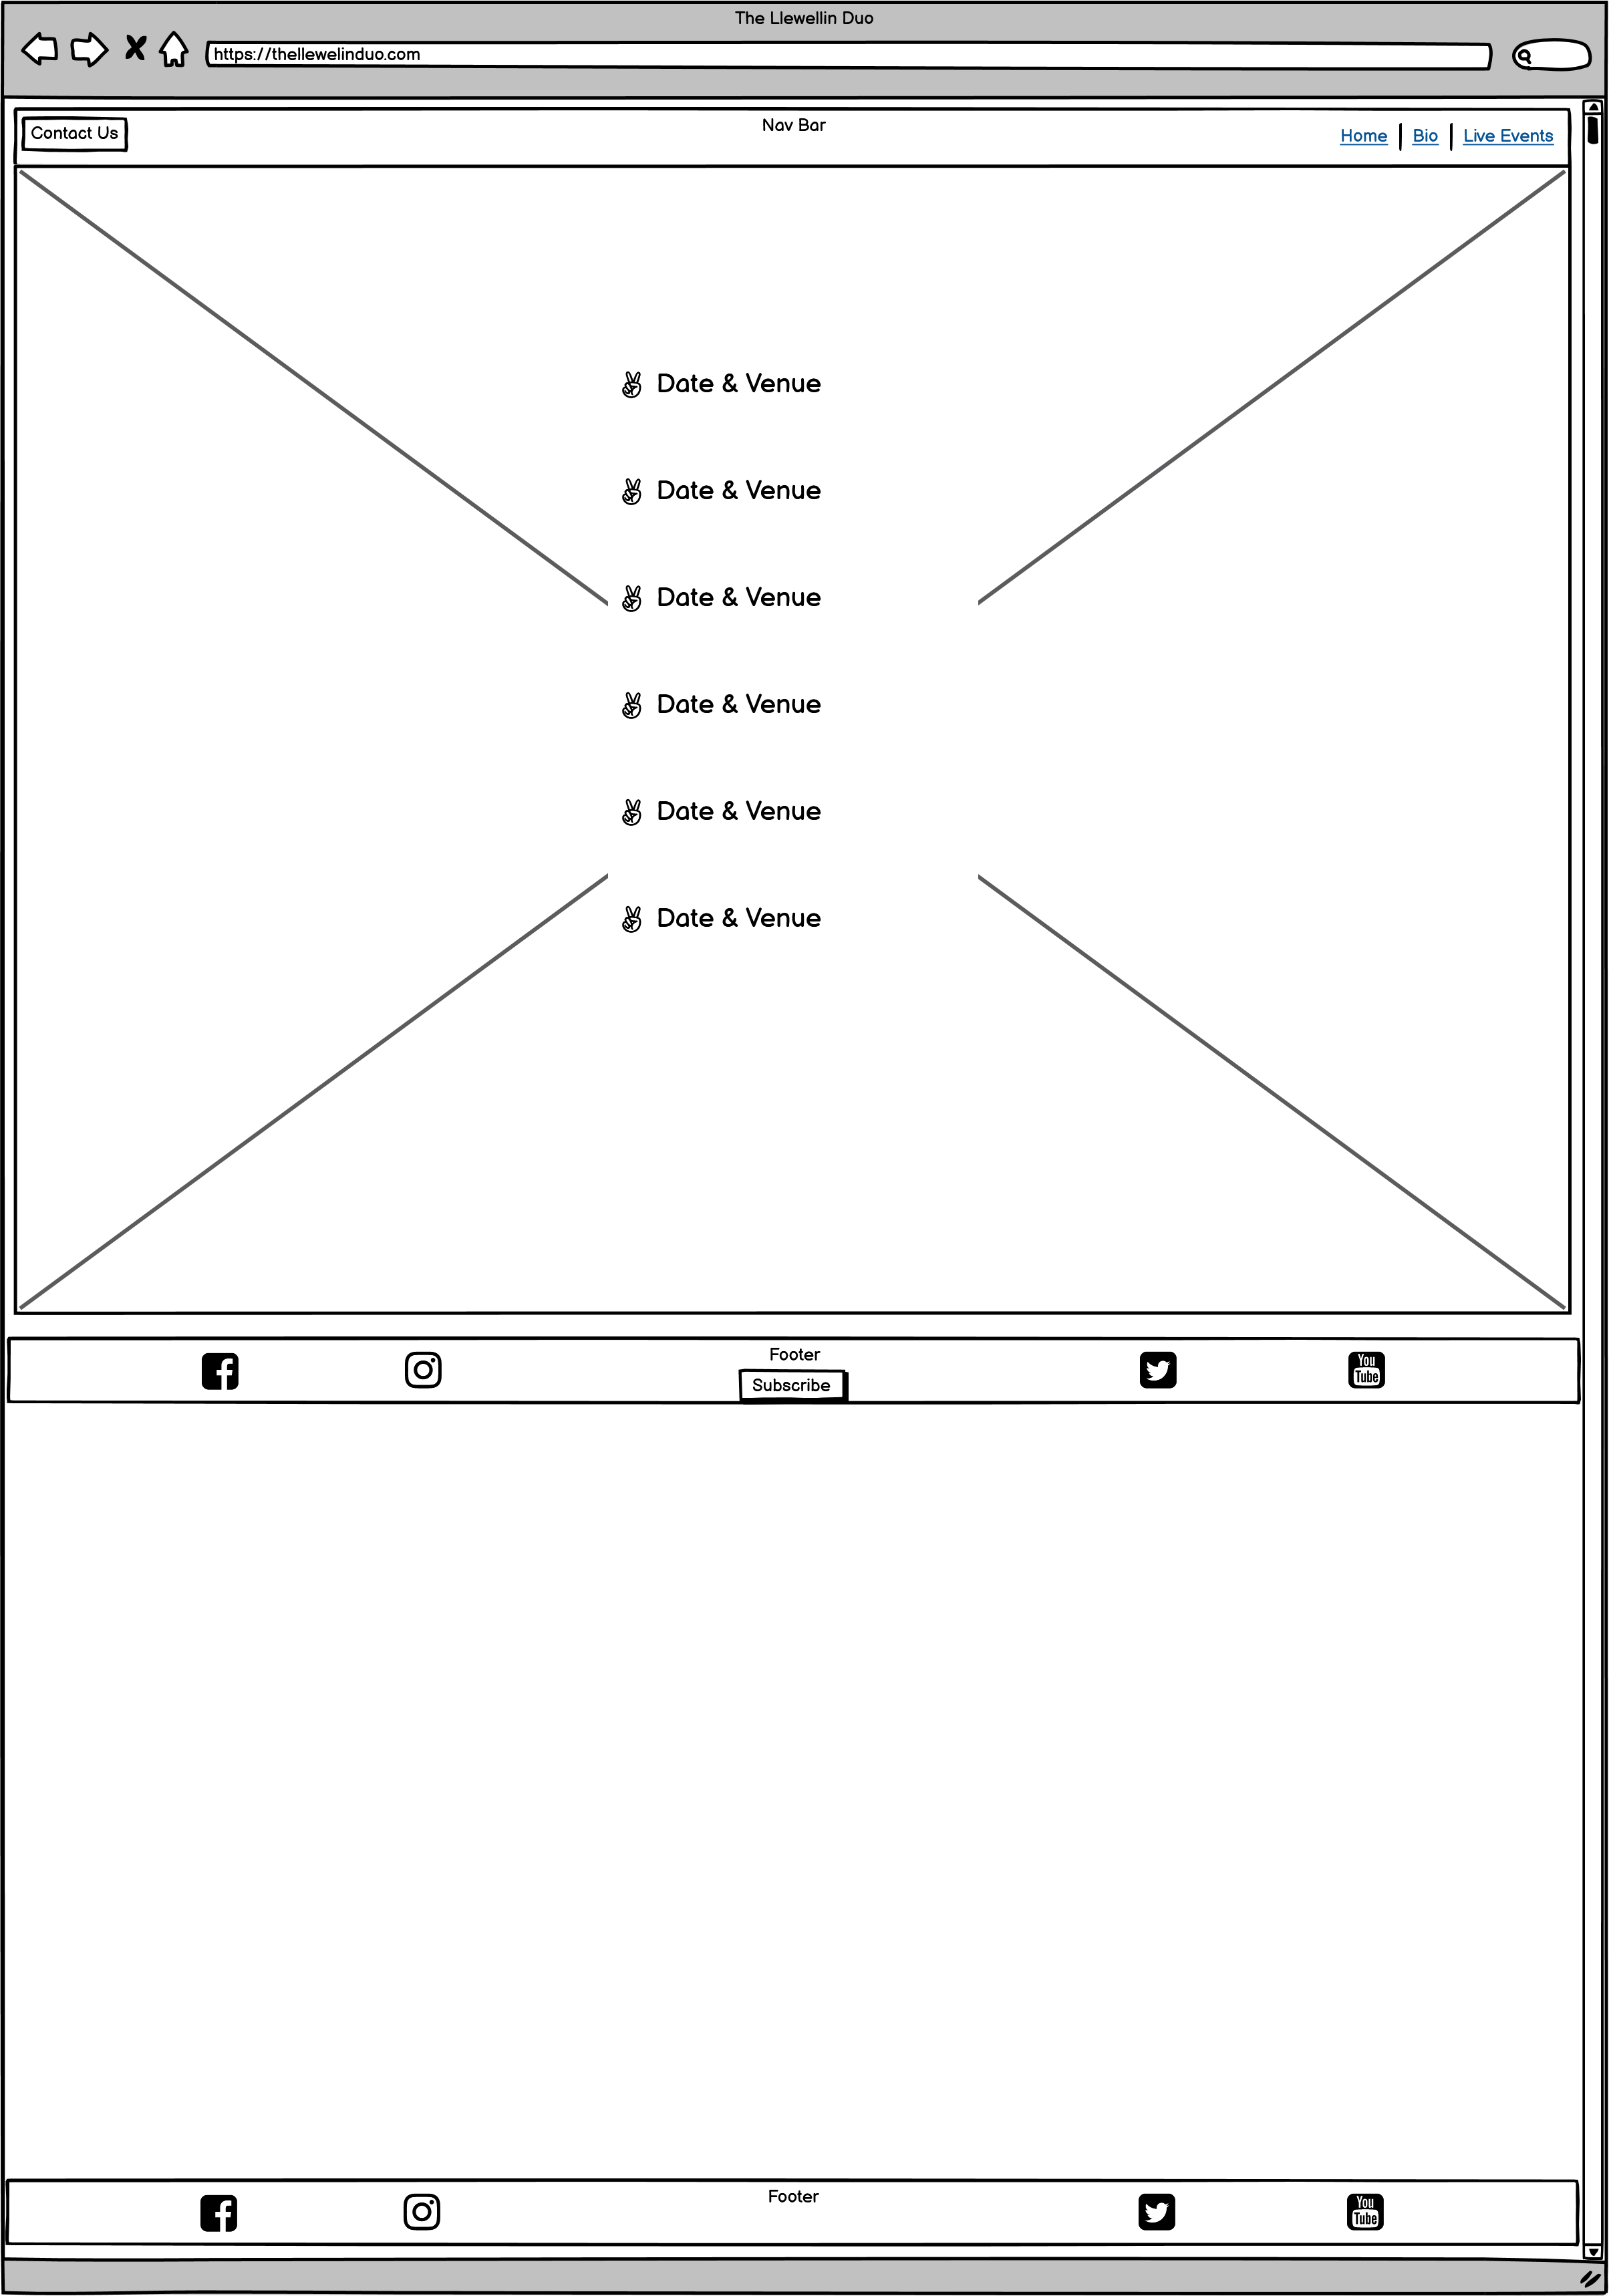 The Llewellin Duo
https://thellewelinduo.com
Contact Us
Nav Bar
Home | Bio | Live Events
Date & Venue
Date & Venue
Date & Venue
Date & Venue
Date & Venue
Date & Venue
Footer
You
Tube
Subscribe
Footer
You
Tube